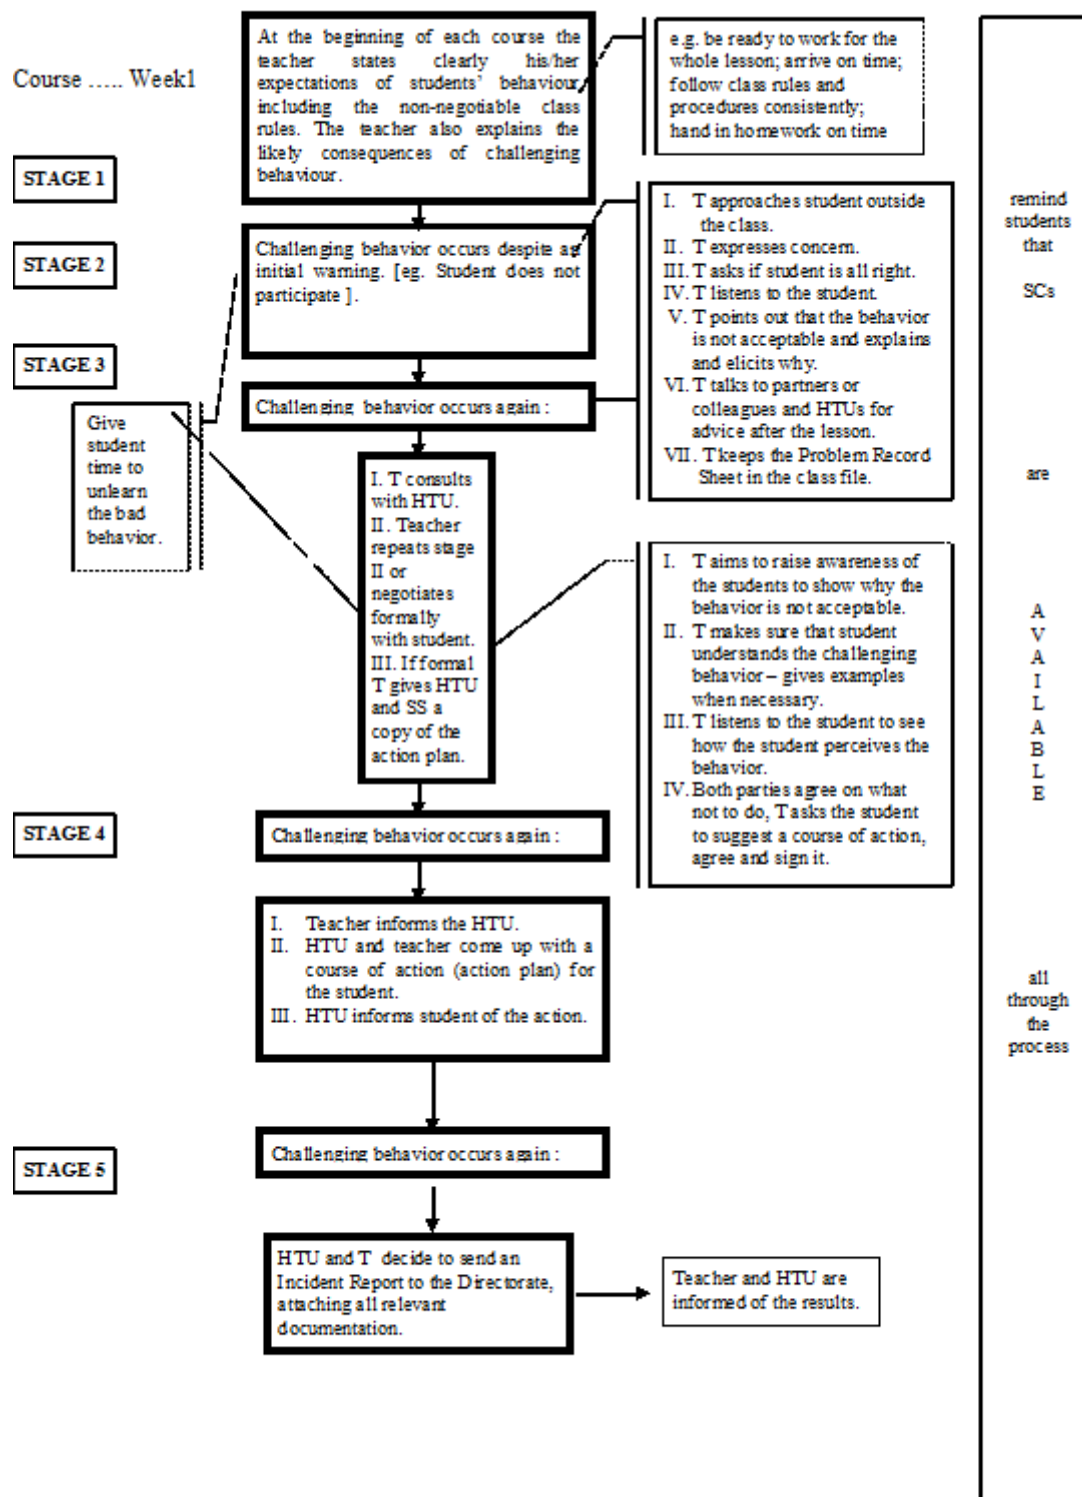 Course ..... Week1
At the beginning of each course the
teacher states clearly his/her
expectations of students' behaviour
including the non-negotiable class
rules. The teacher also explains the
likely consequences of challenging
behaviour.
e.g. be ready to work for the
whole lesson; arrive on time;
follow class rules and
procedures consistently;
hand in homework on time
STAGE 1
STAGE 2
Challenging behavior occurs despite an
initial warning. [eg. Student does not
participate ].
I. T approaches student outside
the class.
II. T expresses concern.
III. T asks if student is all right.
IV. T listens to the student.
V. T points out that the behavior
is not acceptable and explains
and elicits why.
VI. T talks to partners or
colleagues and HTUs for
advice after the lesson.
VII. T keeps the Problem Record
Sheet in the class file.
STAGE 3
Challenging behavior occurs again :
Give
student
time to
unlearn
the bad
behavior.
I. T consults
with HTU.
II. Teacher
repeats stage
II or
negotiates
formally
with student.
III. If formal
T gives HTU
and SS a
copy of the
action plan.
I. T aims to raise awareness of
the students to show why the
behavior is not acceptable.
II. T makes sure that student
understands the challenging
behavior – gives examples
when necessary.
III. T listens to the student to see
how the student perceives the
behavior.
IV. Both parties agree on what
not to do, T asks the student
to suggest a course of action,
agree and sign it.
STAGE 4
Challenging behavior occurs again :
I. Teacher informs the HTU.
II. HTU and teacher come up with a
course of action (action plan) for
the student.
III. HTU informs student of the action.
STAGE 5
Challenging behavior occurs again :
HTU and T decide to send an
Incident Report to the Directorate,
attaching all relevant
documentation.
Teacher and HTU are
informed of the results.
remind
students
that
SCs
are
A
V
A
I
L
A
B
L
E
all
through
the
process